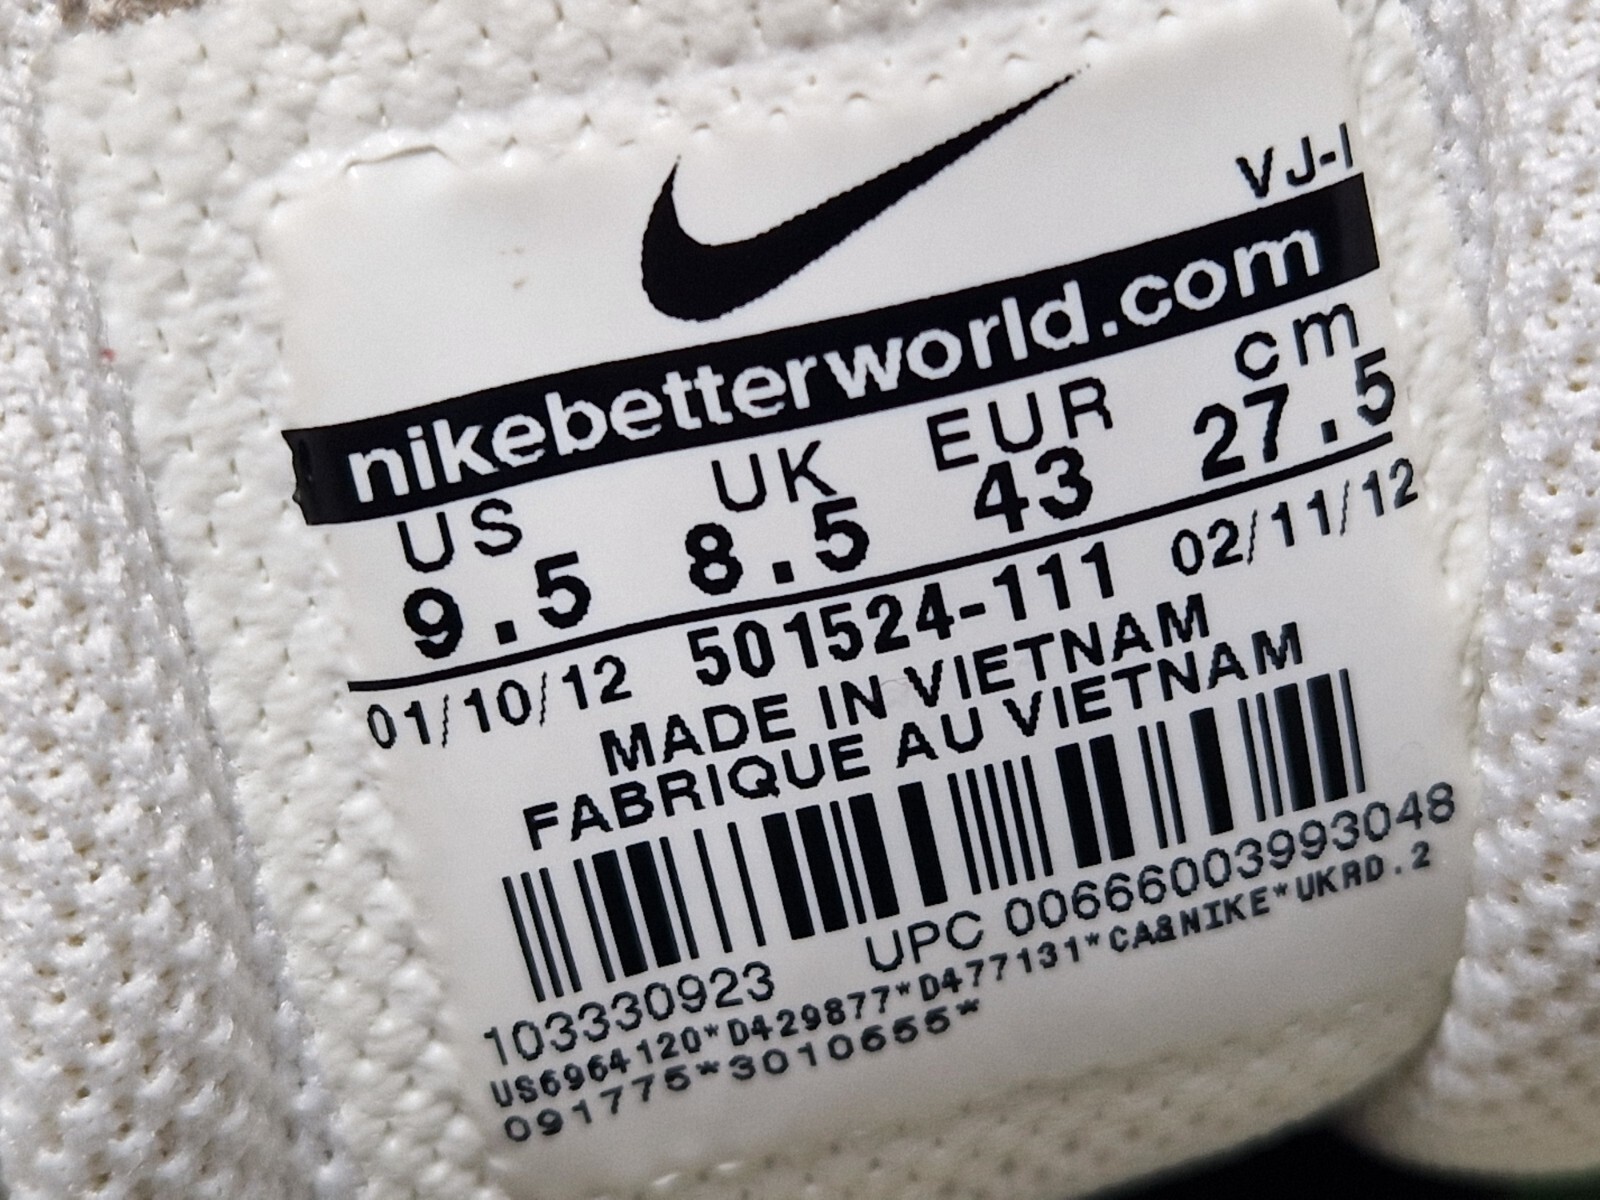 VJ-I
nikebetterworld.com
US UK EUR cm
9.5 8.5 43 27.5
01/10/12 501524-111 02/11/12
MADE IN VIETNAM
FABRIQUE AU VIETNAM
103330923 UPC 00666003993048
US6964120*D429877*D477131*CA&NIKE*UKRD.2
091775*3010655*